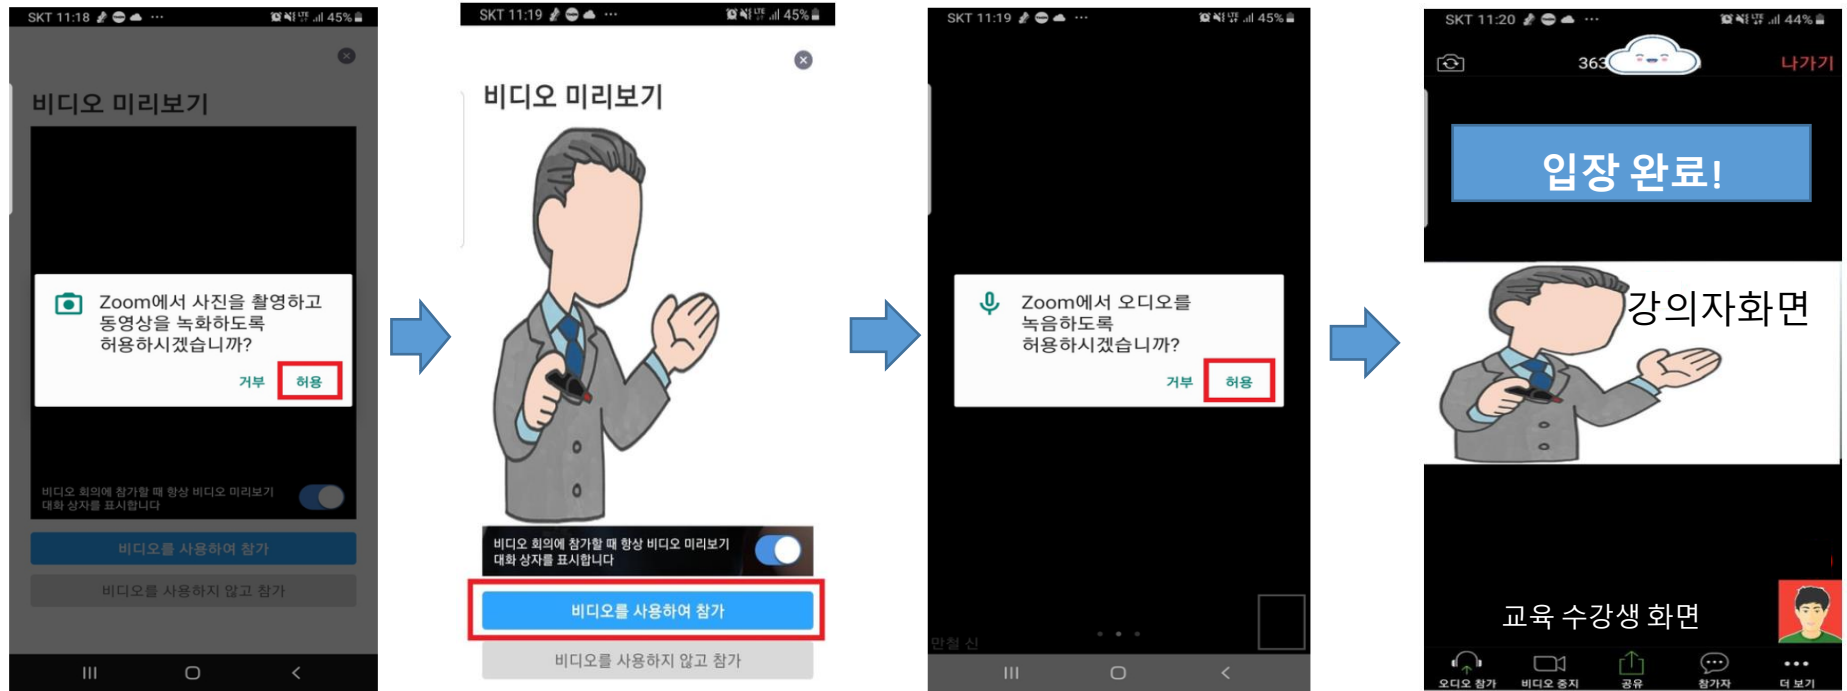 SKT 11:18 ··· LTE 45%
비디오 미리보기
Zoom에서 사진을 촬영하고
동영상을 녹화하도록
허용하시겠습니까?
거부 허용
비디오 회의에 참가할 때 항상 비디오 미리보기
대화 상자를 표시합니다
비디오를 사용하여 참가
비디오를 사용하지 않고 참가
SKT 11:19 ··· LTE 45%
비디오 미리보기
비디오 회의에 참가할 때 항상 비디오 미리보기
대화 상자를 표시합니다
비디오를 사용하여 참가
비디오를 사용하지 않고 참가
SKT 11:19 ··· LTE 45%
Zoom에서 오디오를
녹음하도록
허용하시겠습니까?
거부 허용
만철 신
SKT 11:20 ··· LTE 44%
363 나가기
입장 완료!
강의자화면
교육 수강생 화면
오디오 참가 비디오 중지 공유 참가자 더 보기